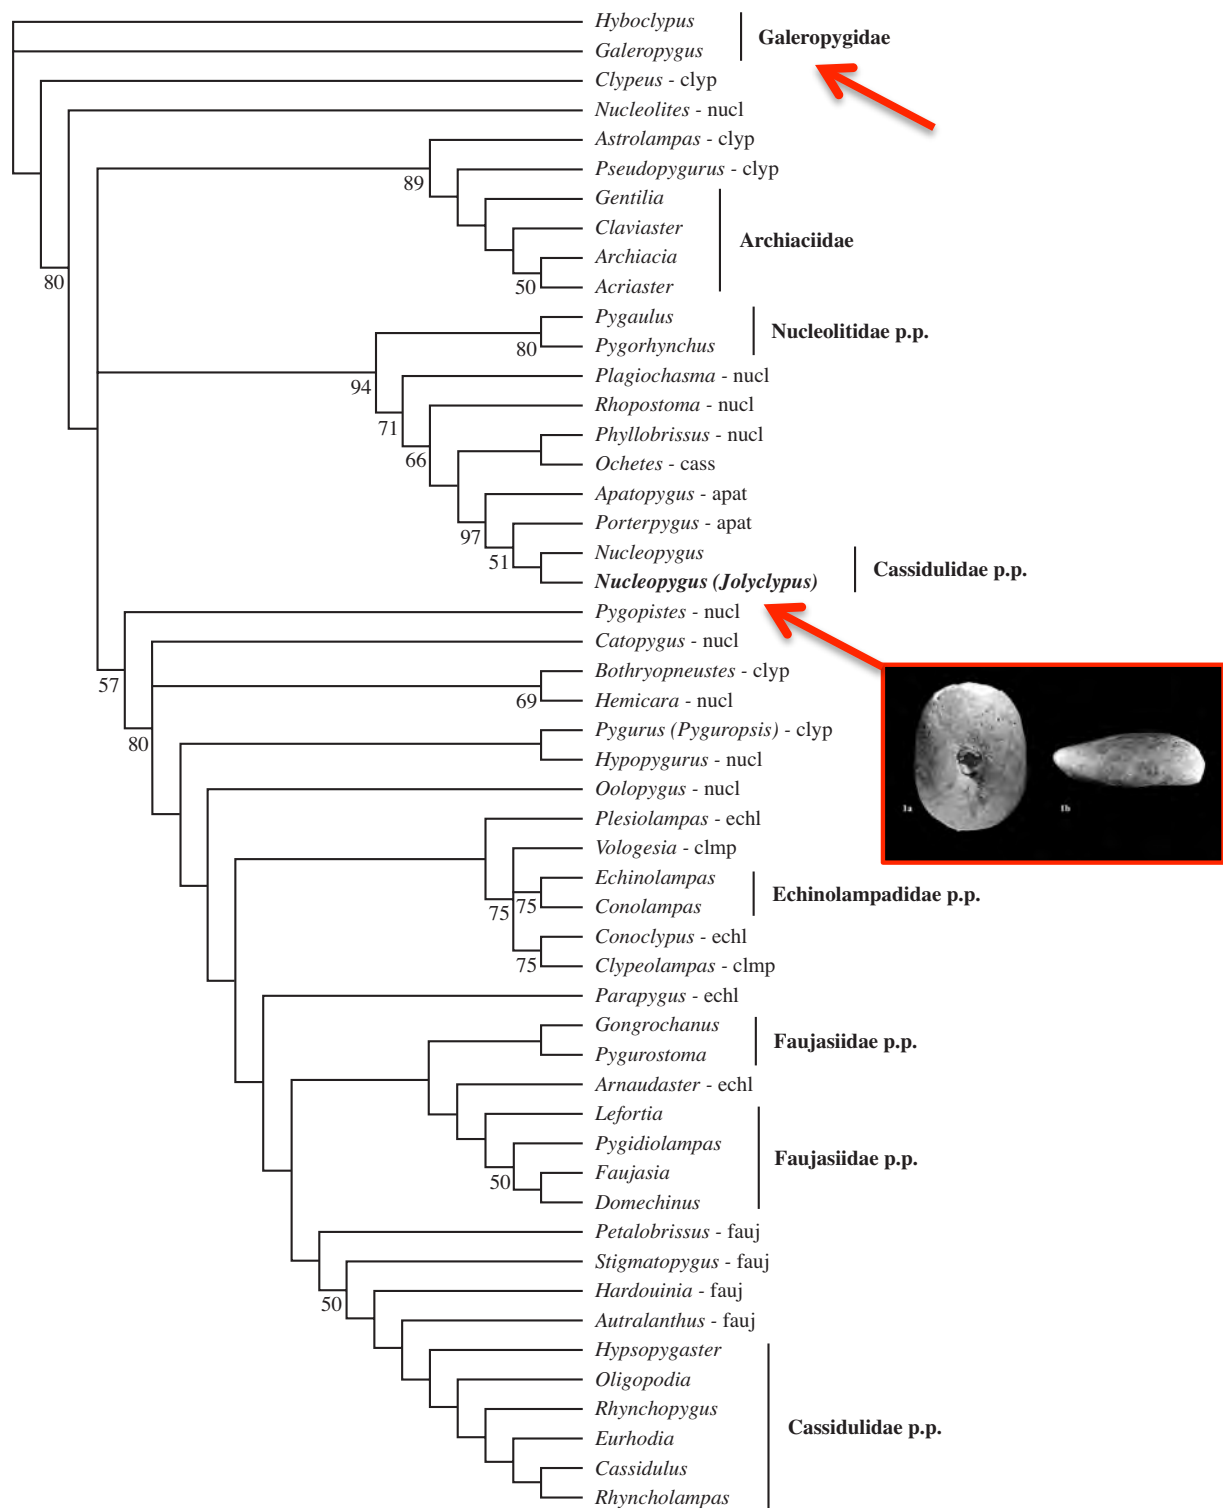 Hyboclypus
Galeropygidae
Galeropygus
Clypeus - clyp
Nucleolites - nucl
Astrolampas - clyp
Pseudopygurus - clyp
89
Gentilia
Claviaster
Archiaciidae
Archiacia
80
50
Acriaster
Pygaulus
Nucleolitidae p.p.
80
Pygorhynchus
94
Plagiochasma - nucl
Rhopostoma - nucl
71
Phyllobrissus - nucl
66
Ochetes - cass
Apatopygus - apat
Porterpygus - apat
97
Nucleopygus
51
Cassidulidae p.p.
Nucleopygus (Jolyclypus)
Pygopistes - nucl
Catopygus - nucl
Bothryopneustes - clyp
57
69
Hemicara - nucl
Pygurus (Pyguropsis) - clyp
80
Hypopygurus - nucl
Oolopygus - nucl
1a
1b
Plesiolampas - echl
Vologesia - clmp
Echinolampas
Echinolampadidae p.p.
75
75
Conolampas
Conoclypus - echl
75
Clypeolampas - clmp
Parapygus - echl
Gongrochanus
Faujasiidae p.p.
Pygurostoma
Arnaudaster - echl
Lefortia
Pygidiolampas
Faujasiidae p.p.
50
Faujasia
Domechinus
Petalobrissus - fauj
Stigmatopygus - fauj
50
Hardouinia - fauj
Autralanthus - fauj
Hypsopygaster
Oligopodia
Rhynchopygus
Cassidulidae p.p.
Eurhodia
Cassidulus
Rhyncholampas